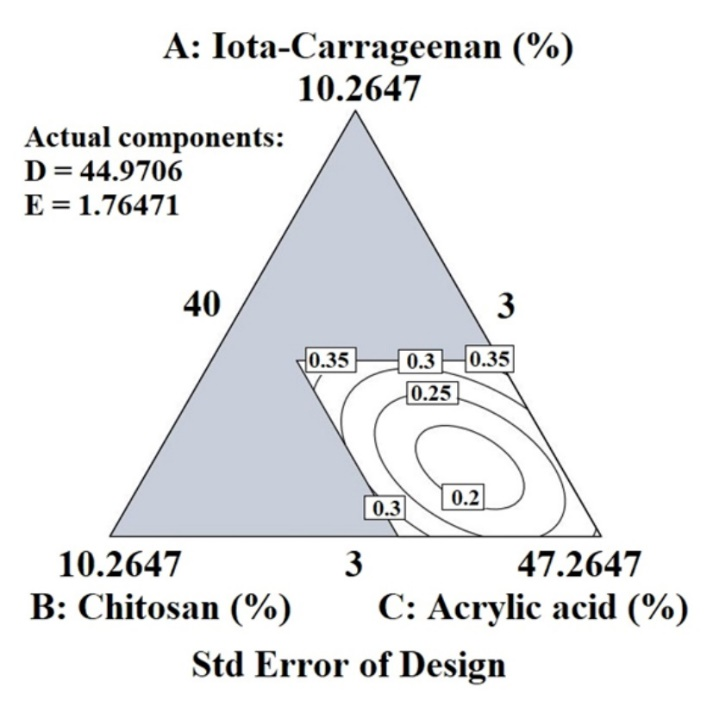 A: Iota-Carrageenan (%)
10.2647
Actual components:
D = 44.9706
E = 1.76471
40
3
0.35
0.3
0.35
0.25
0.2
0.3
10.2647
3
47.2647
B: Chitosan (%)
C: Acrylic acid (%)
Std Error of Design